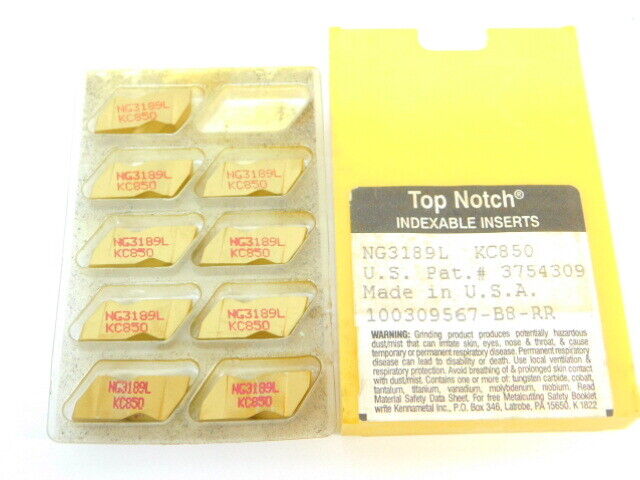 NG3189L
KC850
NG3189L
KC850
NG3189L
KC850
NG3189L
KC850
NG3189L
KC850
NG3189L
KC850
NG3189L
KC850
NG3189L
KC850
NG3189L
KC850
Top Notch®
INDEXABLE INSERTS
NG3189L KC850
U.S. Pat.# 3754309
Made in U.S.A.
100309567-B8-RR
WARNING: Grinding product produces potentially hazardous
dust/mist that can irritate skin, eyes, nose & throat, & cause
temporary or permanent respiratory disease. Permanent respiratory
disease can lead to disability or death. Use local ventilation &
respiratory protection. Avoid breathing of & prolonged skin contact
with dust/mist. Contains one or more of: tungsten carbide, cobalt,
tantalum, titanium, vanadium, molybdenum, niobium. Read
Material Safety Data Sheet. For free Metalcutting Safety Booklet
write Kennametal Inc., P.O. Box 346, Latrobe, PA 15650. K 1822